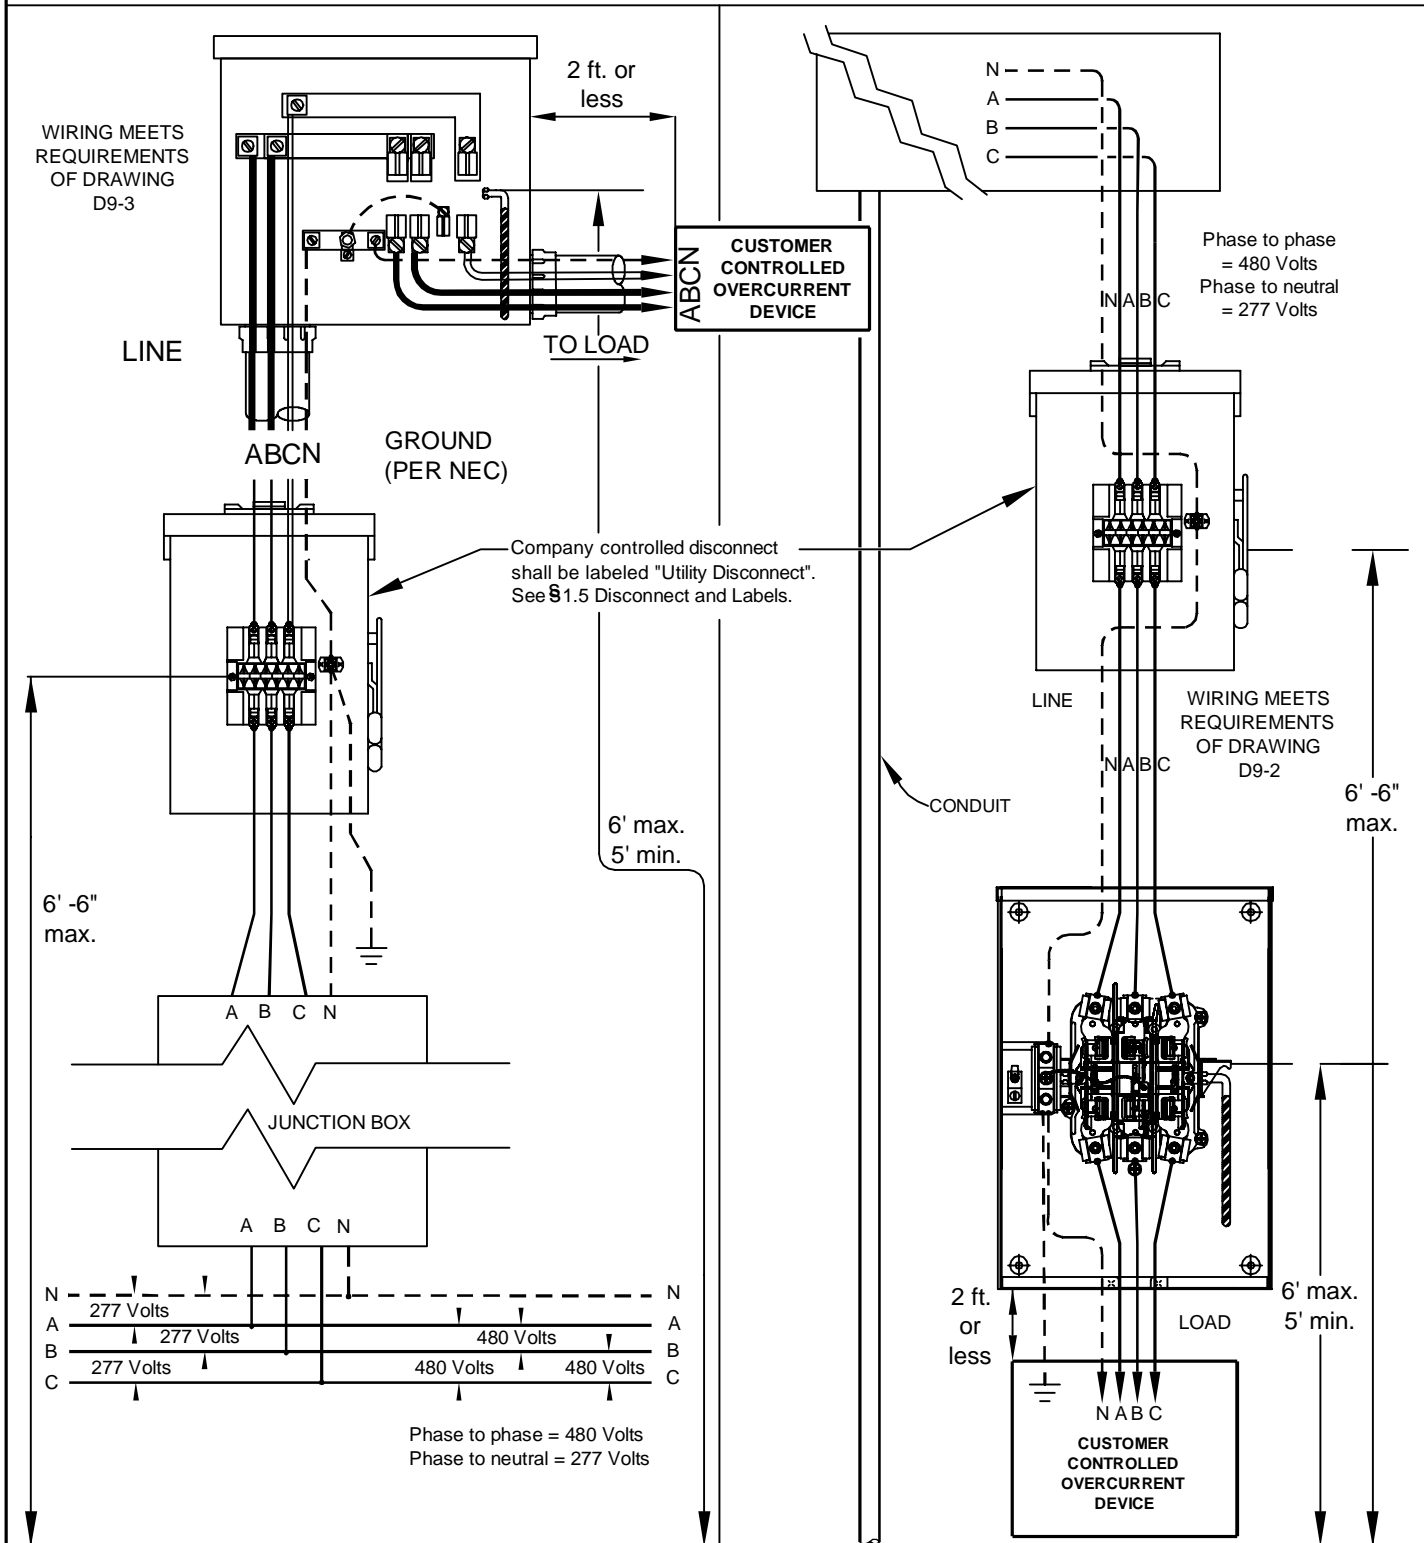 WIRING MEETS
REQUIREMENTS
OF DRAWING
D9-3
2 ft. or
less
CUSTOMER
CONTROLLED
OVERCURRENT
DEVICE
ABCN
TO LOAD
LINE
ABCN
GROUND
(PER NEC)
Company controlled disconnect
shall be labeled "Utility Disconnect".
See §1.5 Disconnect and Labels.
6' max.
5' min.
6' -6"
max.
A B C N
JUNCTION BOX
A B C N
N N
277 Volts
A A
277 Volts 480 Volts
B B
277 Volts 480 Volts 480 Volts
C C
Phase to phase = 480 Volts
Phase to neutral = 277 Volts
N
A
B
C
Phase to phase
= 480 Volts
Phase to neutral
= 277 Volts
N A B C
LINE
WIRING MEETS
REQUIREMENTS
OF DRAWING
D9-2
N A B C
CONDUIT
6' -6"
max.
6' max.
5' min.
2 ft.
or
less
LOAD
N A B C
CUSTOMER
CONTROLLED
OVERCURRENT
DEVICE